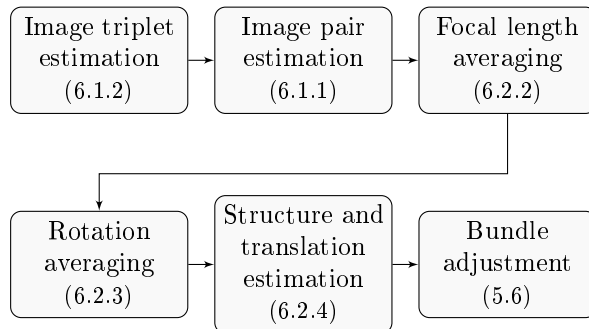 Image triplet
estimation
(6.1.2)
Image pair
estimation
(6.1.1)
Focal length
averaging
(6.2.2)
Rotation
averaging
(6.2.3)
Structure and
translation
estimation
(6.2.4)
Bundle
adjustment
(5.6)